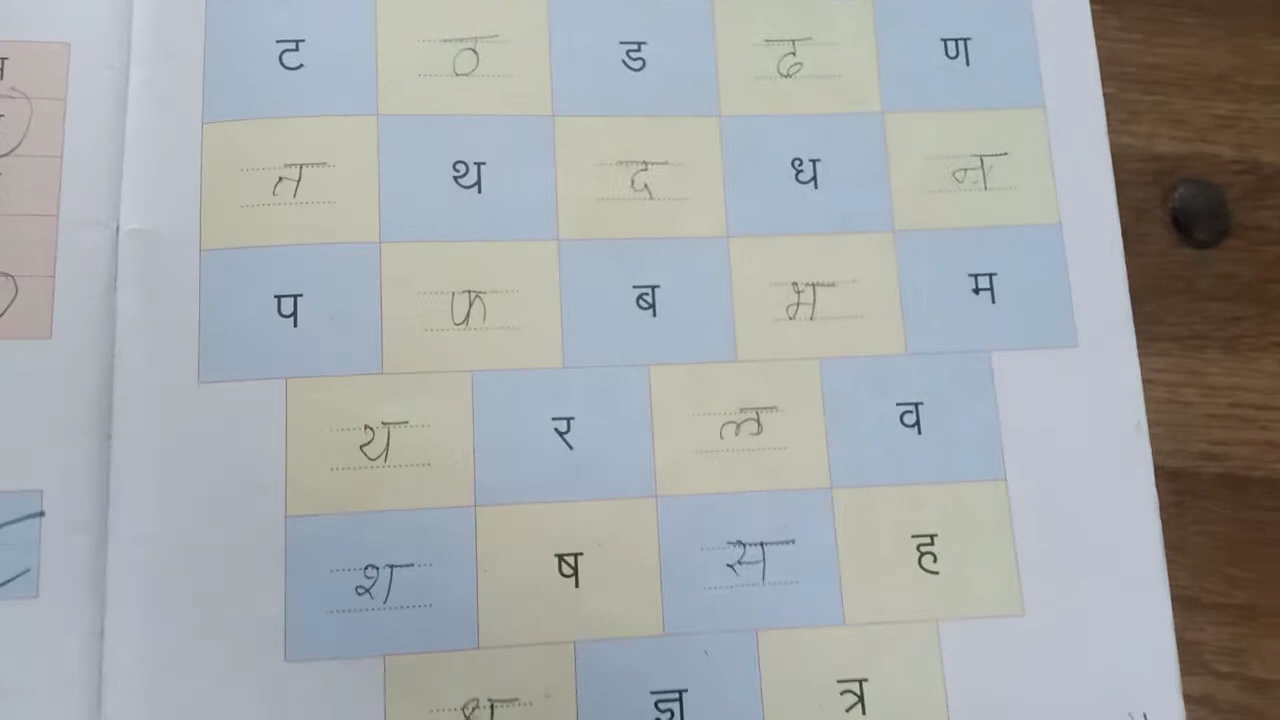 ट ठ ड ढ ण
त थ द ध न
प फ ब भ म
य र ल व
श ष स ह
ज्ञ त्र